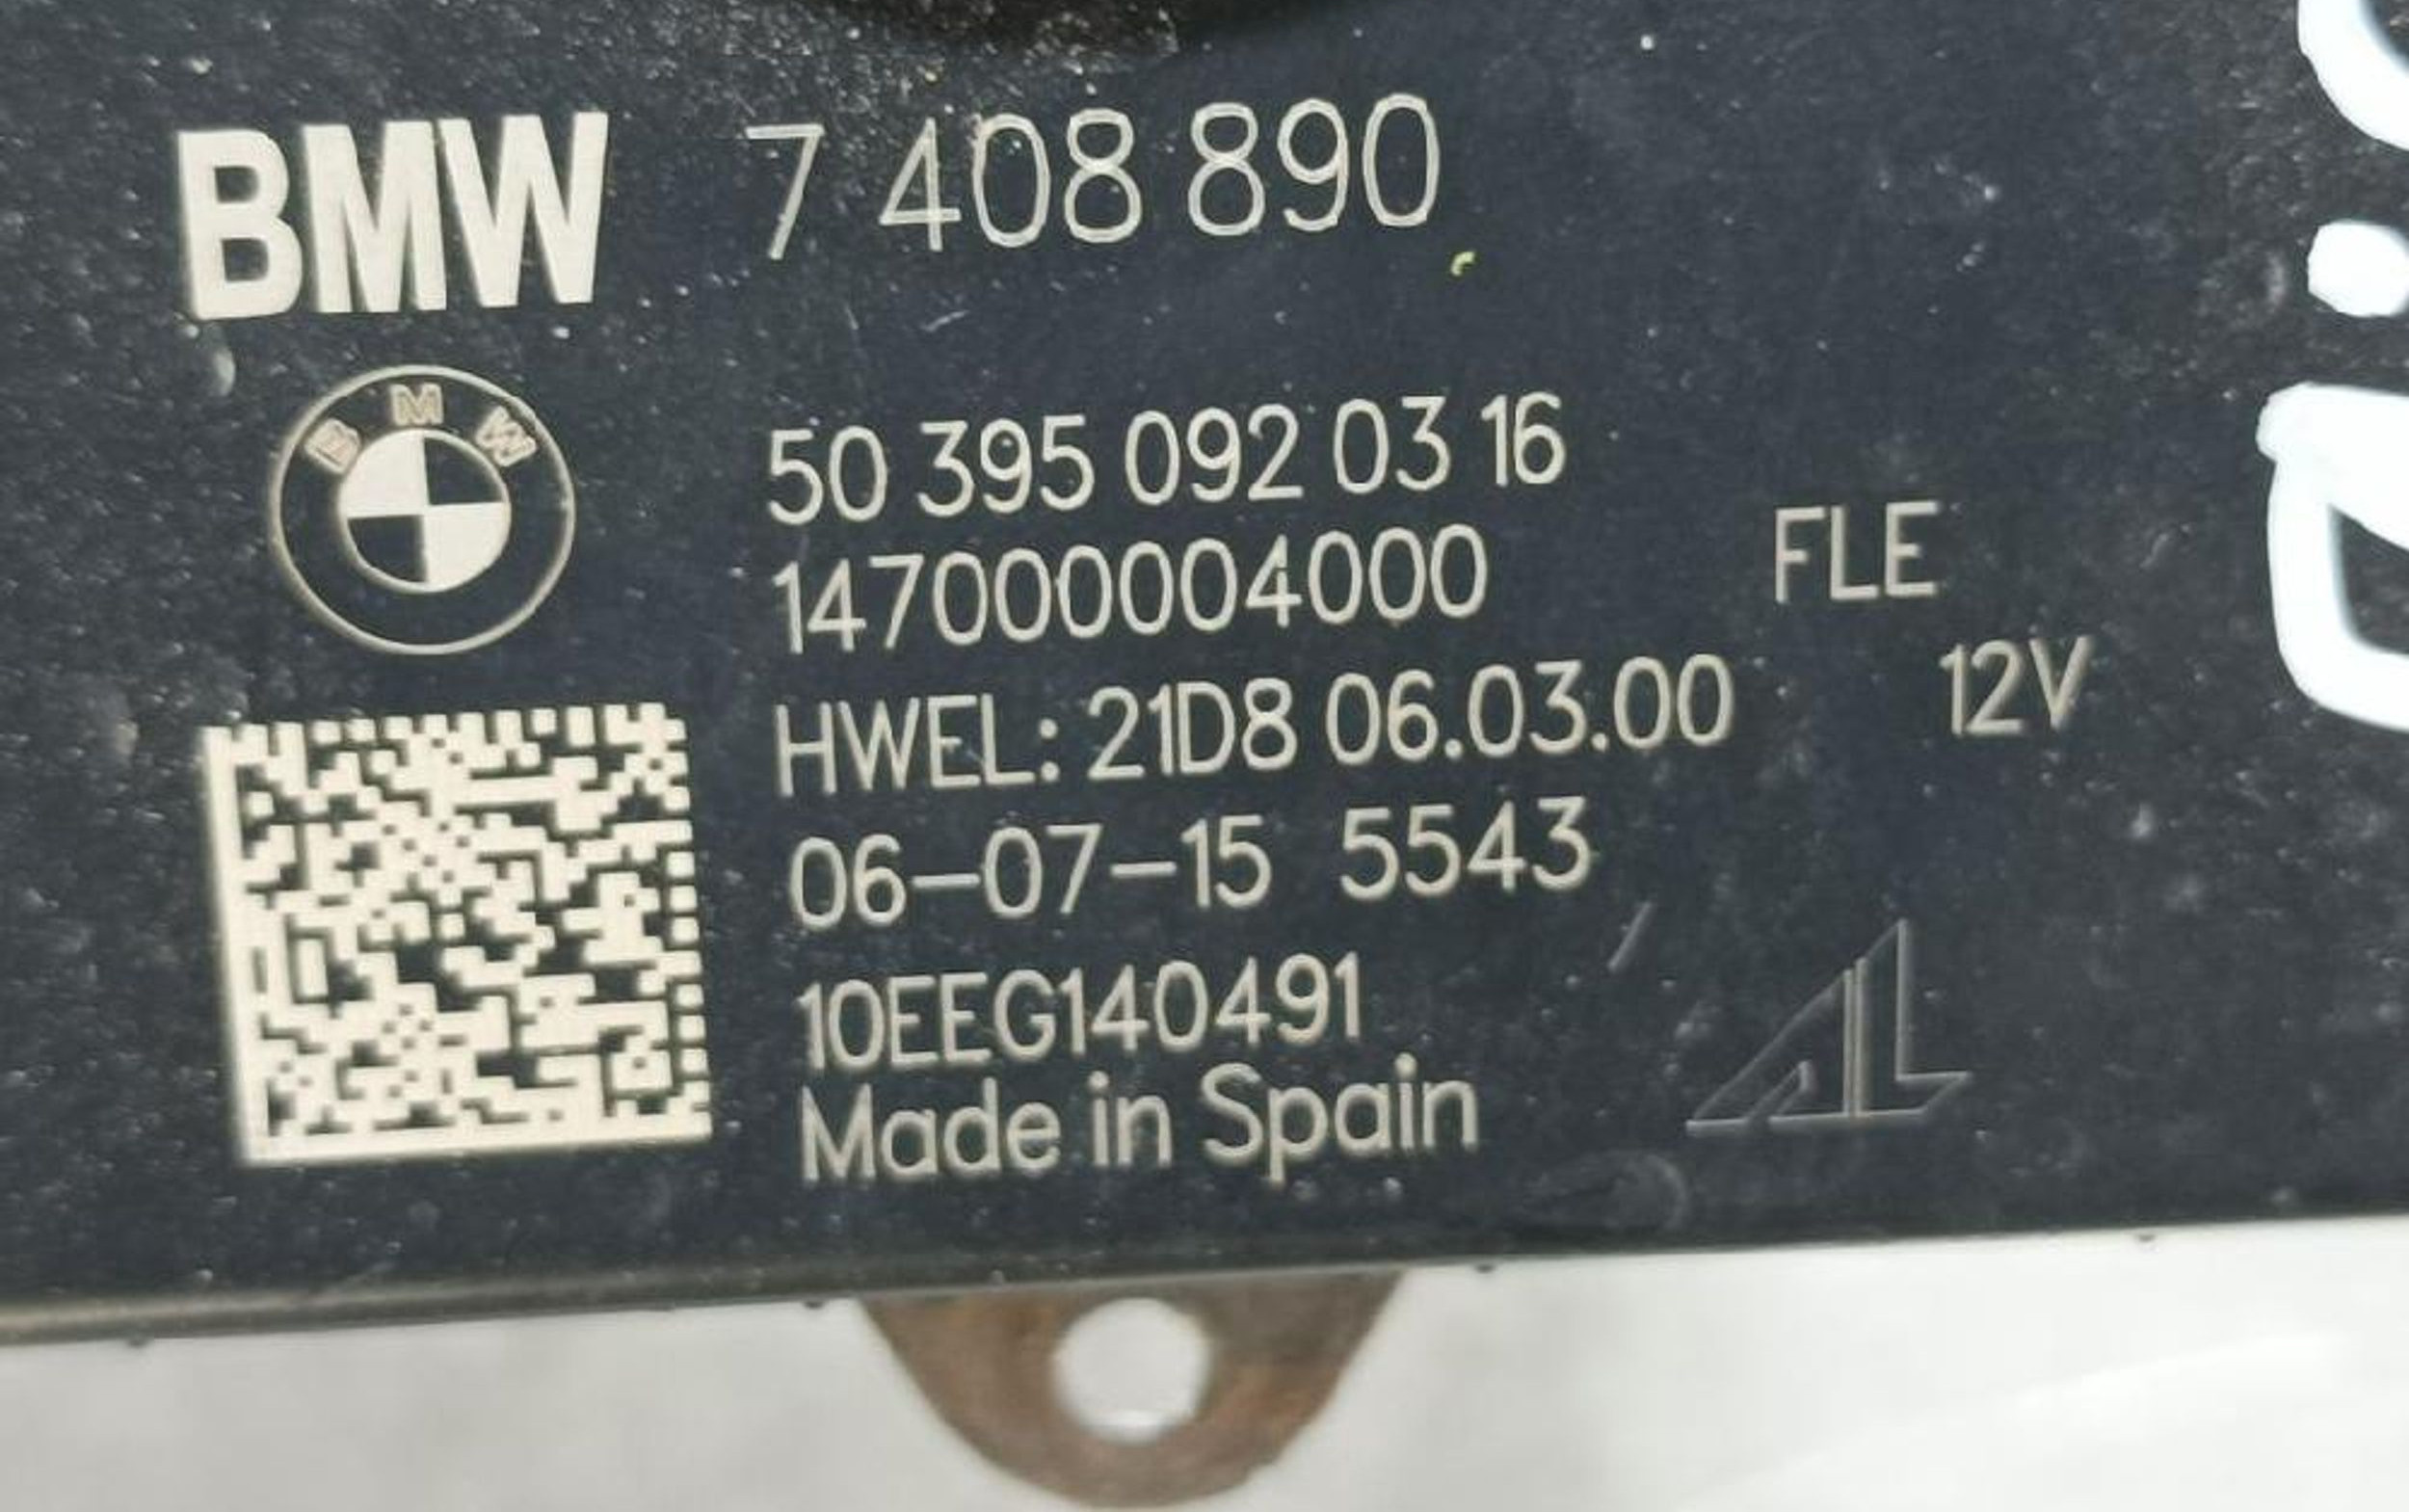 BMW 7 408 890
B M W
50 395 092 03 16
147000004000 FLE
HWEL: 21D8 06.03.00 12V
06-07-15 5543
10EEG140491
Made in Spain
AL